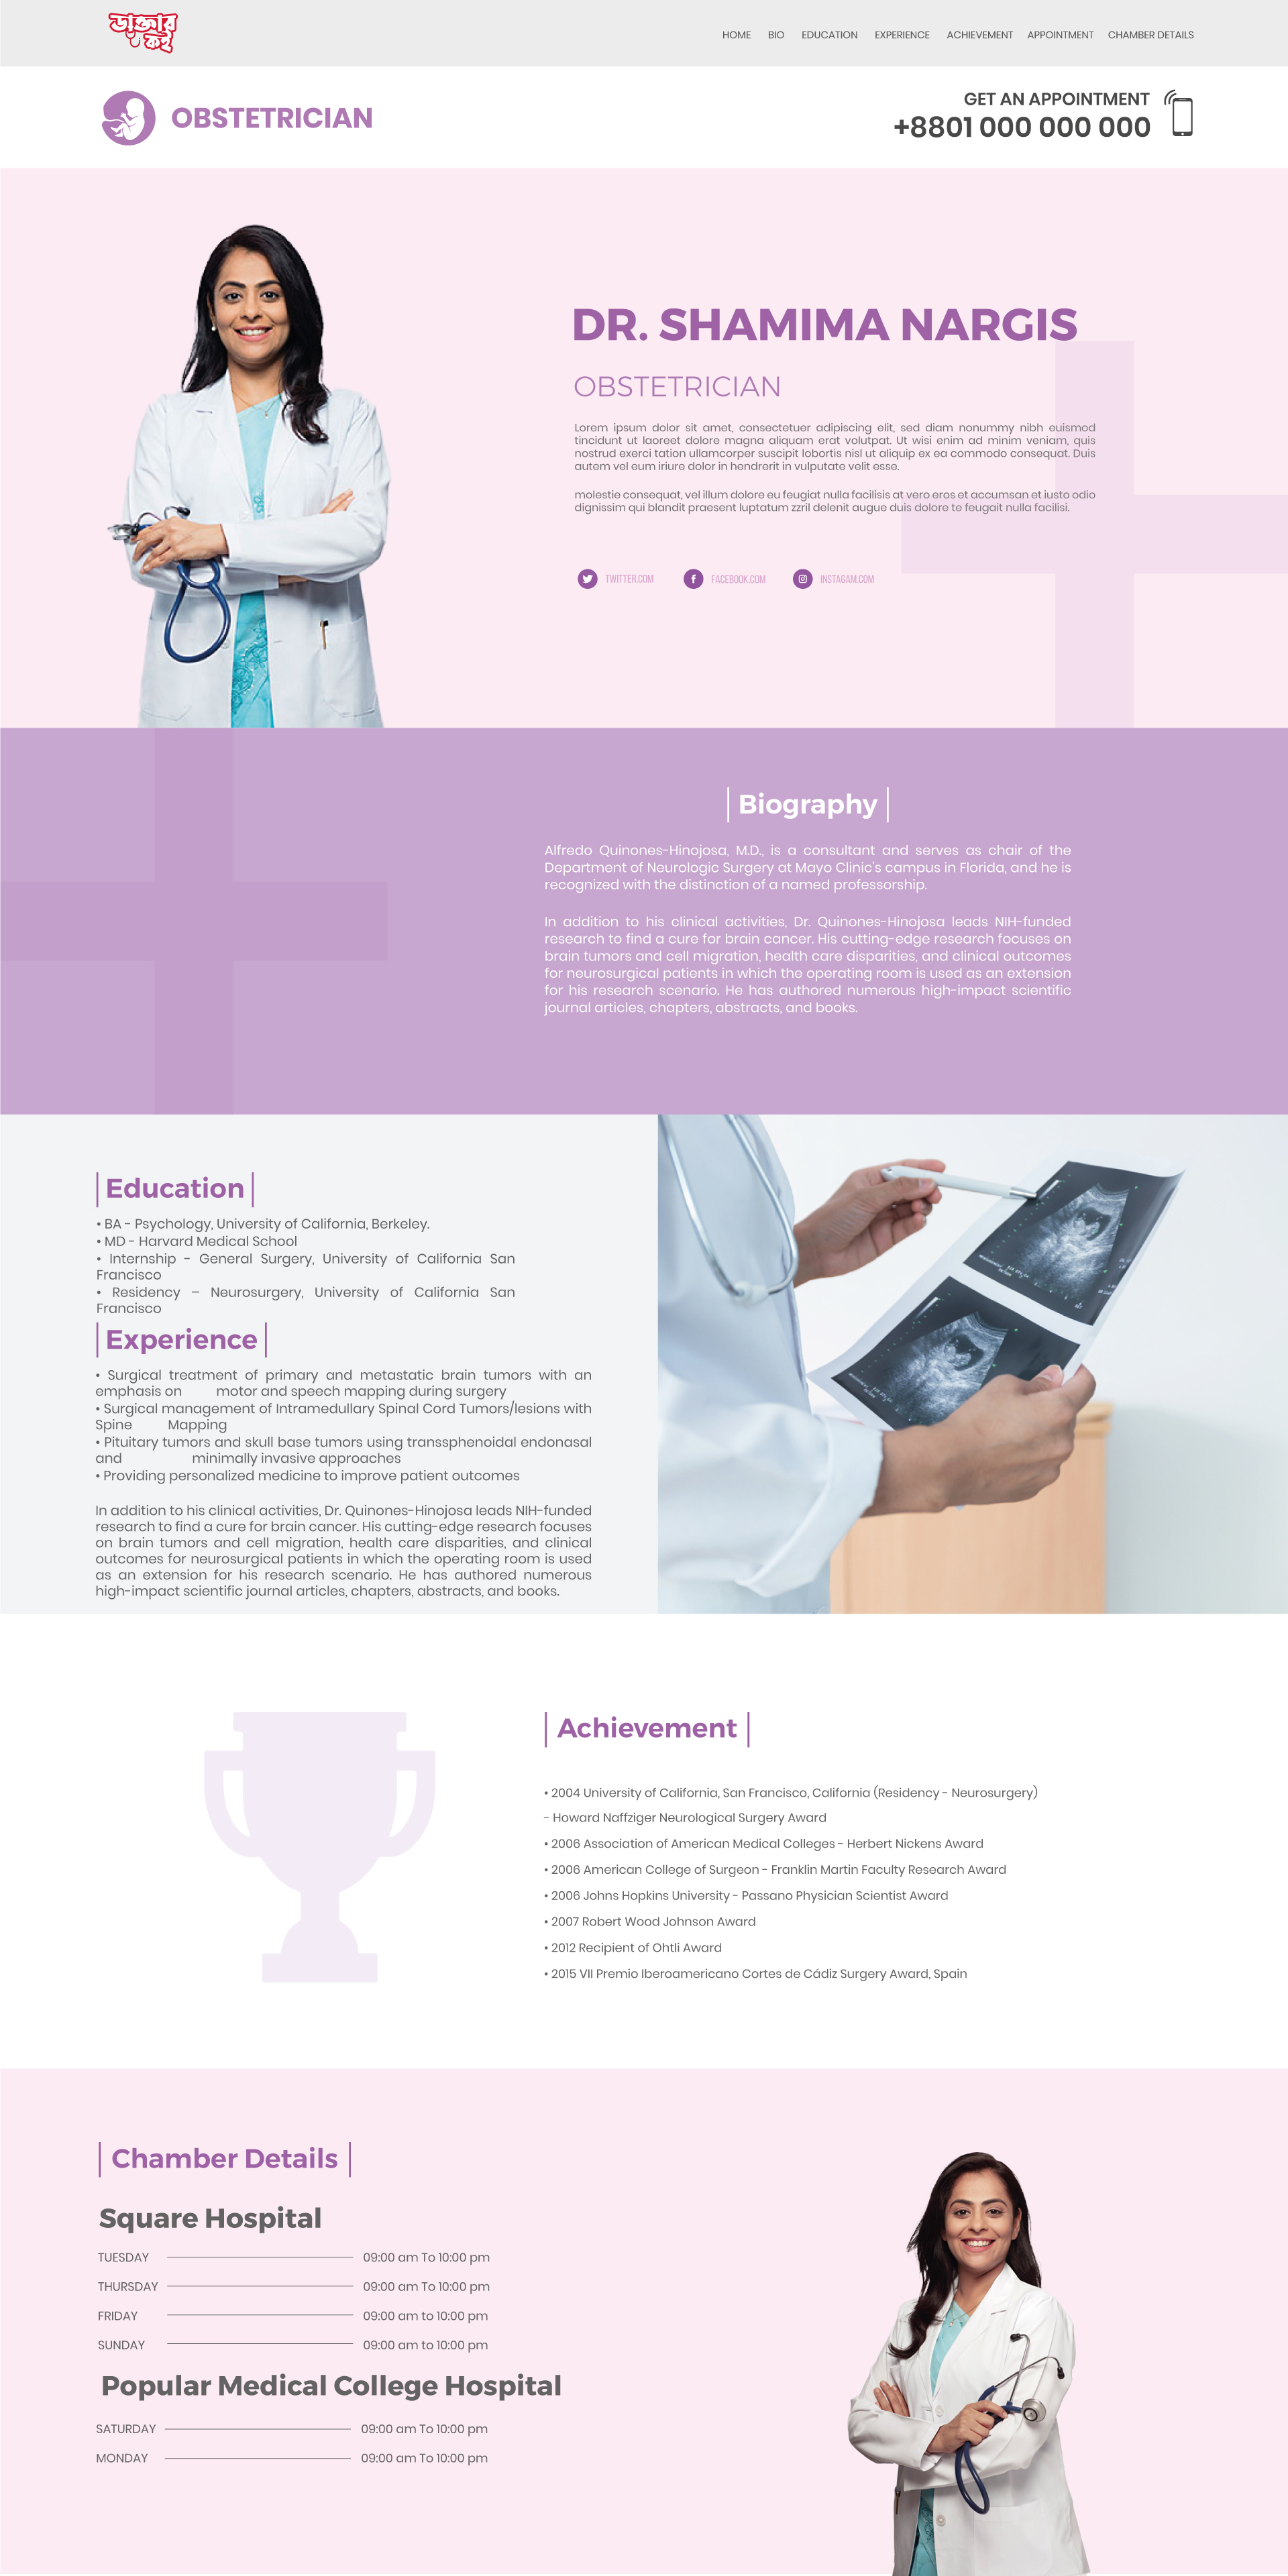 ডাক্তার
কই
HOME BIO EDUCATION EXPERIENCE ACHIEVEMENT APPOINTMENT CHAMBER DETAILS
OBSTETRICIAN
GET AN APPOINTMENT
+8801 000 000 000
DR. SHAMIMA NARGIS
OBSTETRICIAN
Lorem ipsum dolor sit amet, consectetuer adipiscing elit, sed diam nonummy nibh euismod
tincidunt ut laoreet dolore magna aliquam erat volutpat. Ut wisi enim ad minim veniam, quis
nostrud exerci tation ullamcorper suscipit lobortis nisl ut aliquip ex ea commodo consequat. Duis
autem vel eum iriure dolor in hendrerit in vulputate velit esse.
molestie consequat, vel illum dolore eu feugiat nulla facilisis at vero eros et accumsan et iusto odio
dignissim qui blandit praesent luptatum zzril delenit augue duis dolore te feugait nulla facilisi.
TWITTER.COM FACEBOOK.COM INSTAGAM.COM
Biography
Alfredo Quinones-Hinojosa, M.D., is a consultant and serves as chair of the
Department of Neurologic Surgery at Mayo Clinic's campus in Florida, and he is
recognized with the distinction of a named professorship.
In addition to his clinical activities, Dr. Quinones-Hinojosa leads NIH-funded
research to find a cure for brain cancer. His cutting-edge research focuses on
brain tumors and cell migration, health care disparities, and clinical outcomes
for neurosurgical patients in which the operating room is used as an extension
for his research scenario. He has authored numerous high-impact scientific
journal articles, chapters, abstracts, and books.
Education
• BA - Psychology, University of California, Berkeley.
• MD - Harvard Medical School
• Internship - General Surgery, University of California San
Francisco
• Residency – Neurosurgery, University of California San
Francisco
Experience
• Surgical treatment of primary and metastatic brain tumors with an
emphasis on motor and speech mapping during surgery
• Surgical management of Intramedullary Spinal Cord Tumors/lesions with
Spine Mapping
• Pituitary tumors and skull base tumors using transsphenoidal endonasal
and minimally invasive approaches
• Providing personalized medicine to improve patient outcomes
In addition to his clinical activities, Dr. Quinones-Hinojosa leads NIH-funded
research to find a cure for brain cancer. His cutting-edge research focuses
on brain tumors and cell migration, health care disparities, and clinical
outcomes for neurosurgical patients in which the operating room is used
as an extension for his research scenario. He has authored numerous
high-impact scientific journal articles, chapters, abstracts, and books.
Achievement
• 2004 University of California, San Francisco, California (Residency - Neurosurgery)
- Howard Naffziger Neurological Surgery Award
• 2006 Association of American Medical Colleges - Herbert Nickens Award
• 2006 American College of Surgeon - Franklin Martin Faculty Research Award
• 2006 Johns Hopkins University - Passano Physician Scientist Award
• 2007 Robert Wood Johnson Award
• 2012 Recipient of Ohtli Award
• 2015 VII Premio Iberoamericano Cortes de Cádiz Surgery Award, Spain
Chamber Details
Square Hospital
TUESDAY 09:00 am To 10:00 pm
THURSDAY 09:00 am To 10:00 pm
FRIDAY 09:00 am to 10:00 pm
SUNDAY 09:00 am to 10:00 pm
Popular Medical College Hospital
SATURDAY 09:00 am To 10:00 pm
MONDAY 09:00 am To 10:00 pm